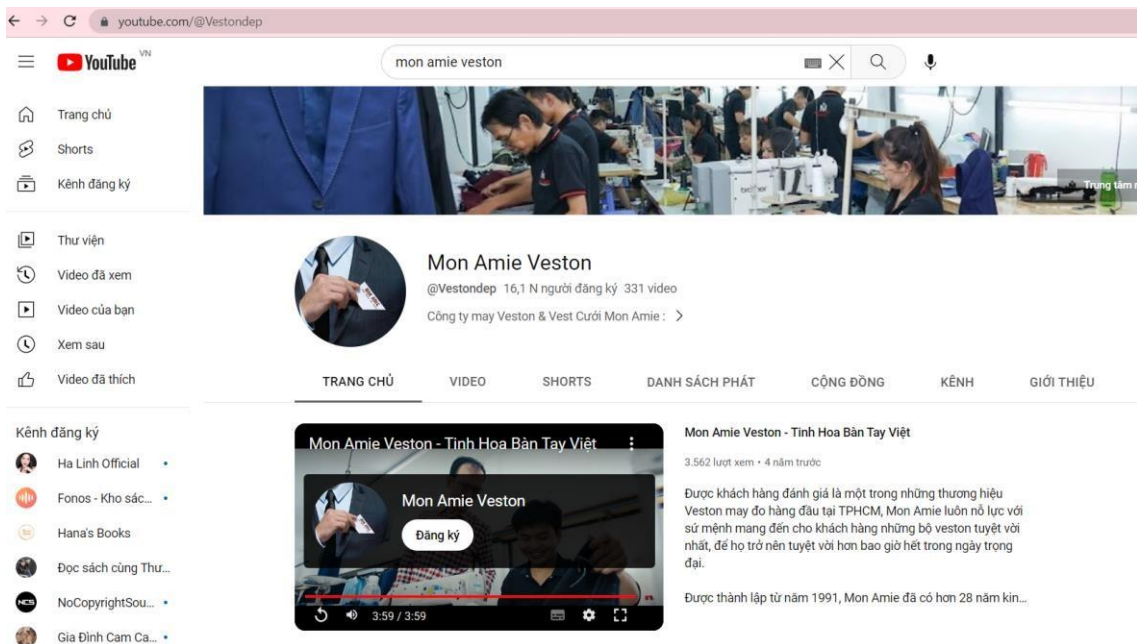 youtube.com/@Vestondep
YouTube VN
mon amie veston
Trang chủ
Shorts
Kênh đăng ký
Thư viện
Video đã xem
Video của bạn
Xem sau
Video đã thích
Kênh đăng ký
Ha Linh Official
Fonos - Kho sác...
Hana's Books
Đọc sách cùng Thư...
NoCopyrightSou...
Gia Đình Cam Ca...
brother
Trung tâm
Mon Amie Veston
@Vestondep 16,1 N người đăng ký 331 video
Công ty may Veston & Vest Cưới Mon Amie :
TRANG CHỦ VIDEO SHORTS DANH SÁCH PHÁT CỘNG ĐỒNG KÊNH GIỚI THIỆU
Mon Amie Veston - Tinh Hoa Bàn Tay Việt
Mon Amie Veston
Đăng ký
3:59 / 3:59
Mon Amie Veston - Tinh Hoa Bàn Tay Việt
3.562 lượt xem • 4 năm trước
Được khách hàng đánh giá là một trong những thương hiệu
Veston may đo hàng đầu tại TPHCM, Mon Amie luôn nỗ lực với
sứ mệnh mang đến cho khách hàng những bộ veston tuyệt vời
nhất, để họ trở nên tuyệt vời hơn bao giờ hết trong ngày trọng
đại.
Được thành lập từ năm 1991, Mon Amie đã có hơn 28 năm kin...